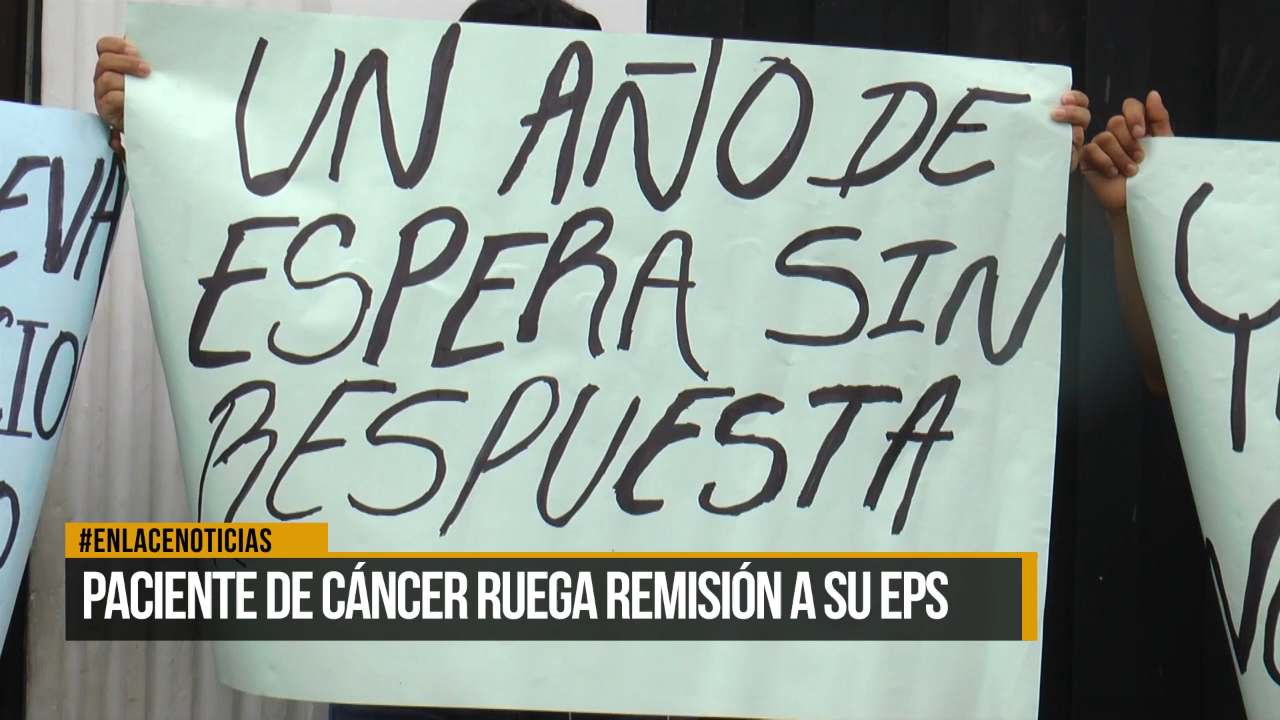 UN AÑO DE
ESPERA SIN
RESPUESTA
#ENLACENOTICIAS
PACIENTE DE CÁNCER RUEGA REMISIÓN A SU EPS